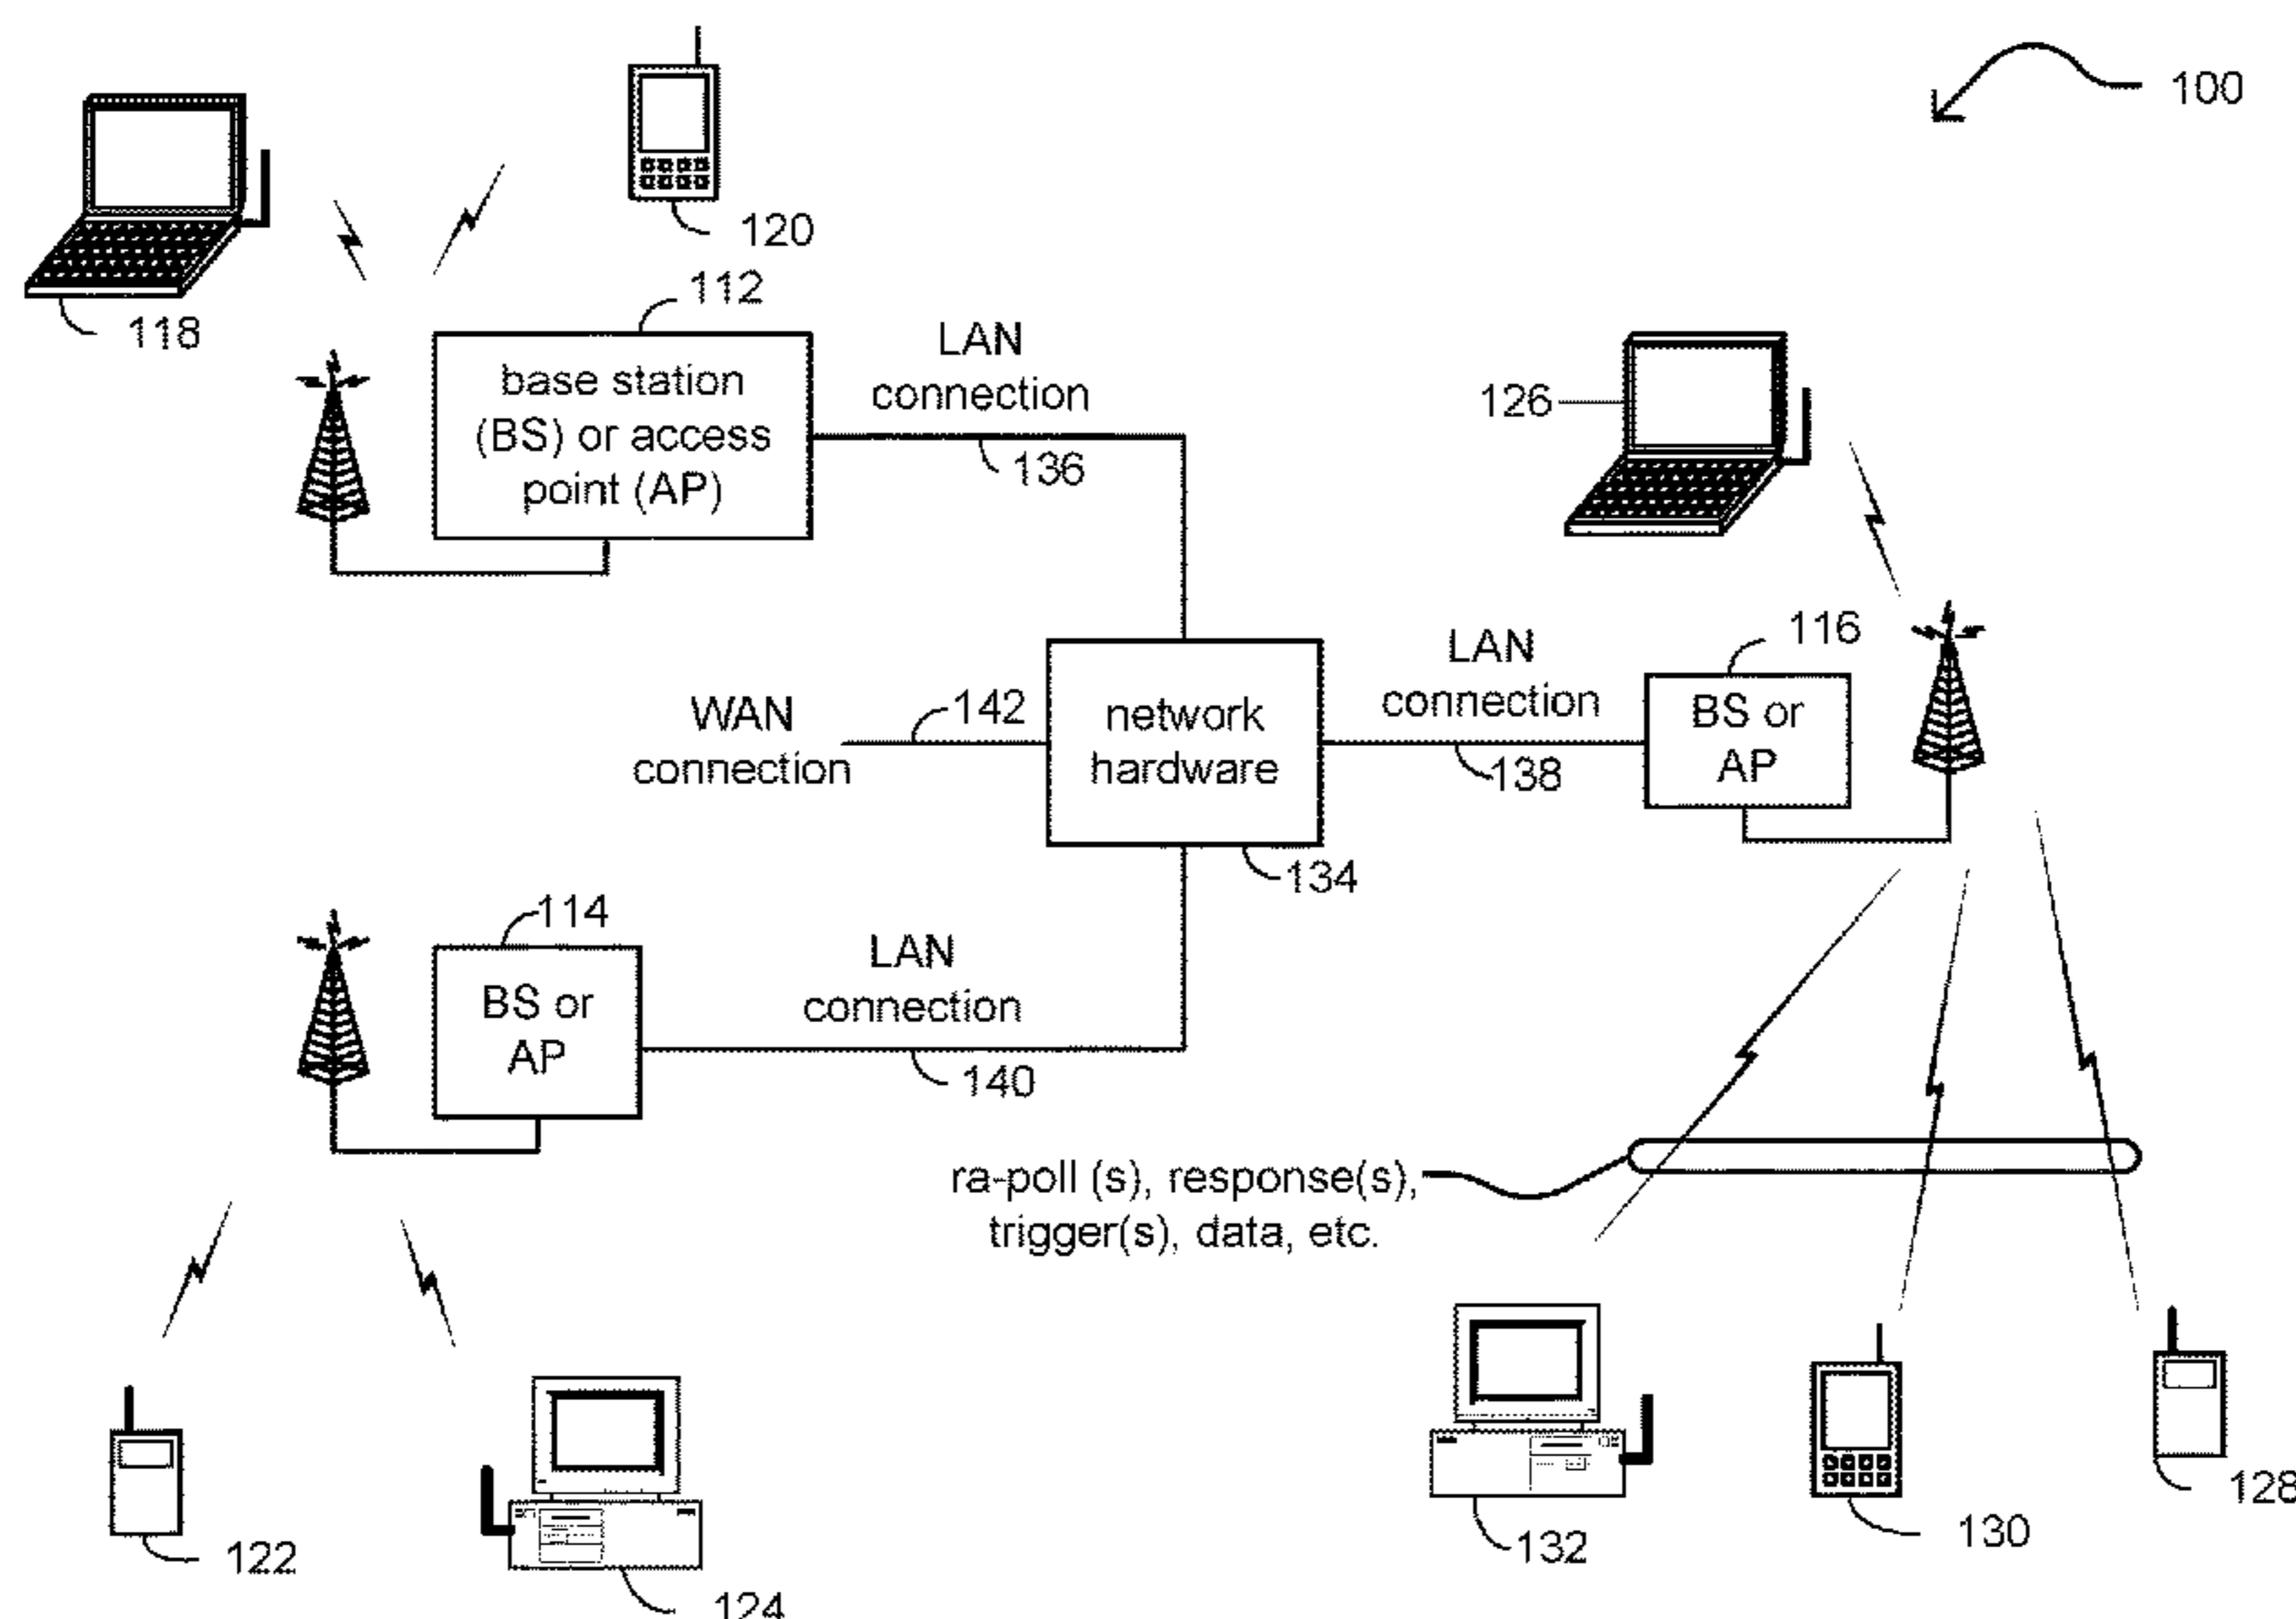 100
120
118
112
base station
(BS) or access
point (AP)
LAN
connection
136
126
116
BS or
AP
LAN
connection
138
WAN
connection
142
network
hardware
134
114
BS or
AP
LAN
connection
140
ra-poll (s), response(s),
trigger(s), data, etc.
122
124
132
130
128